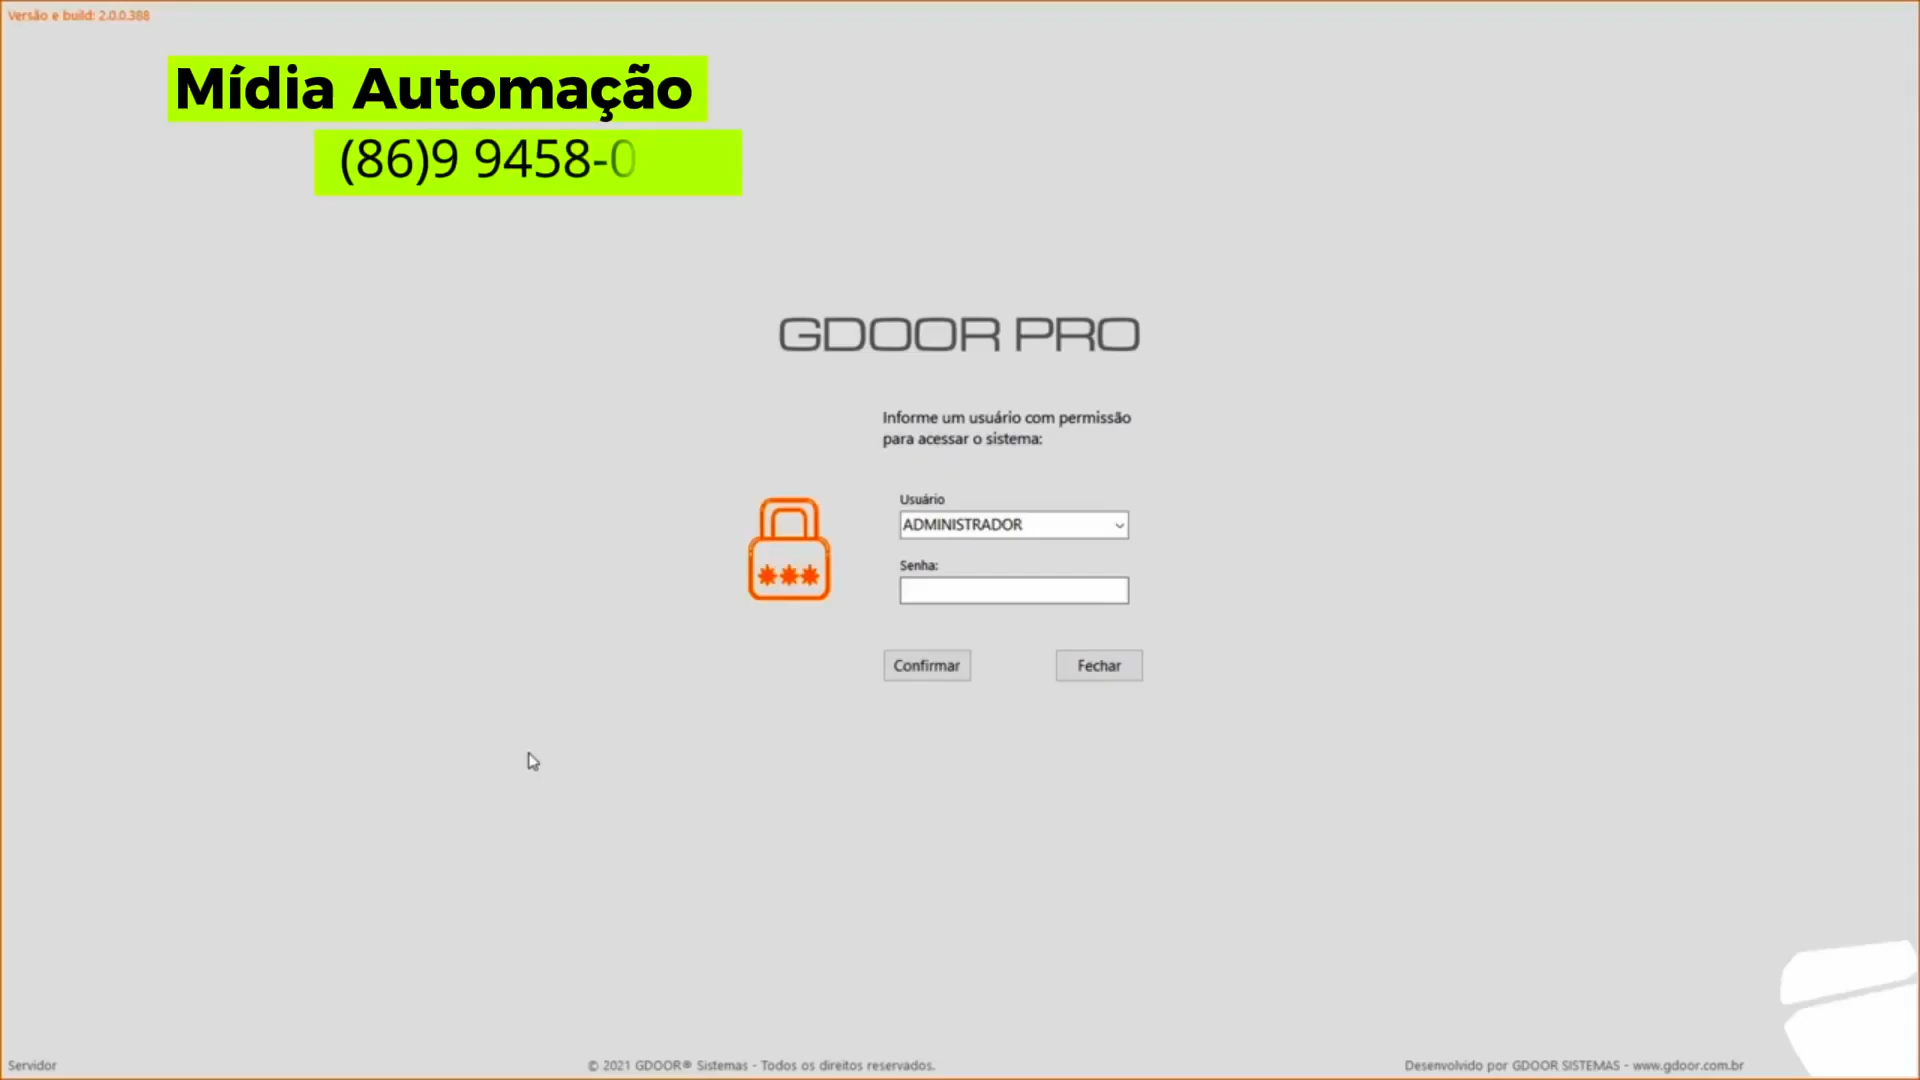 Versão e build: 2.0.0.388
Mídia Automação
(86)9 9458-0
GDOOR PRO
Informe um usuário com permissão
para acessar o sistema:
Usuário
ADMINISTRADOR
Senha:
Confirmar
Fechar
Servidor
© 2021 GDOOR® Sistemas - Todos os direitos reservados.
Desenvolvido por GDOOR SISTEMAS - www.gdoor.com.br